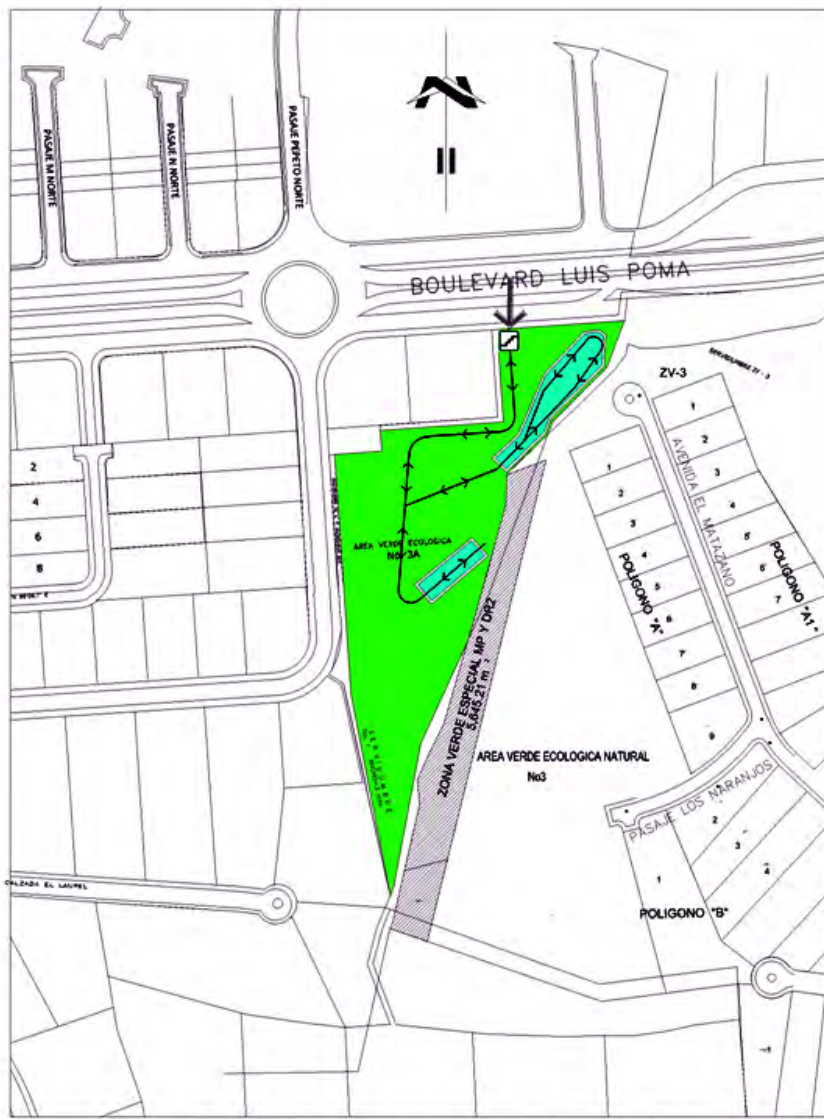 PASAJE M NORTE
PASAJE N NORTE
PASAJE PEPETO NORTE
N
BOULEVARD LUIS POMA
ZV-3
2
4
6
8
1
2
3
4
5
6
7
8
9
POLIGONO "A"
AVENIDA EL MATAZANO
1
2
3
4
5
6
7
POLIGONO "A1"
AREA VERDE ECOLOGICA
No. 3A
ZONA VERDE ESPECIAL MP Y DR2
5,645.21 m²
AREA VERDE ECOLOGICA NATURAL
No3
SERVIDUMBRE
PASAJE LOS NARANJOS
1
2
3
4
POLIGONO "B"
CALZADA EL LAUREL